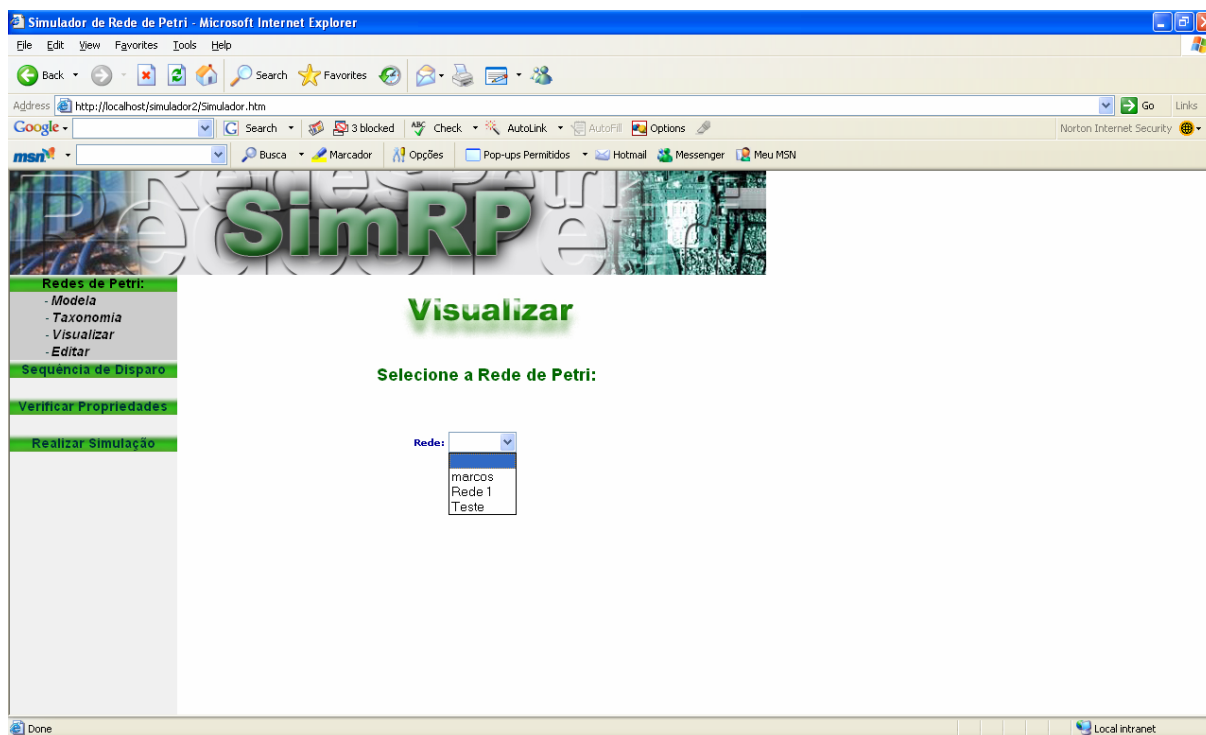 Simulador de Rede de Petri - Microsoft Internet Explorer
File Edit View Favorites Tools Help
Back Search Favorites
Address http://localhost/simulador2/Simulador.htm Go Links
Google Search 3 blocked Check AutoLink AutoFill Options Norton Internet Security
msn Busca Marcador Opções Pop-ups Permitidos Hotmail Messenger Meu MSN
SimRP
Redes de Petri:
- Modela
- Taxonomia
- Visualizar
- Editar
Sequência de Disparo
Verificar Propriedades
Realizar Simulação
Visualizar
Selecione a Rede de Petri:
Rede:
marcos
Rede 1
Teste
Done Local intranet